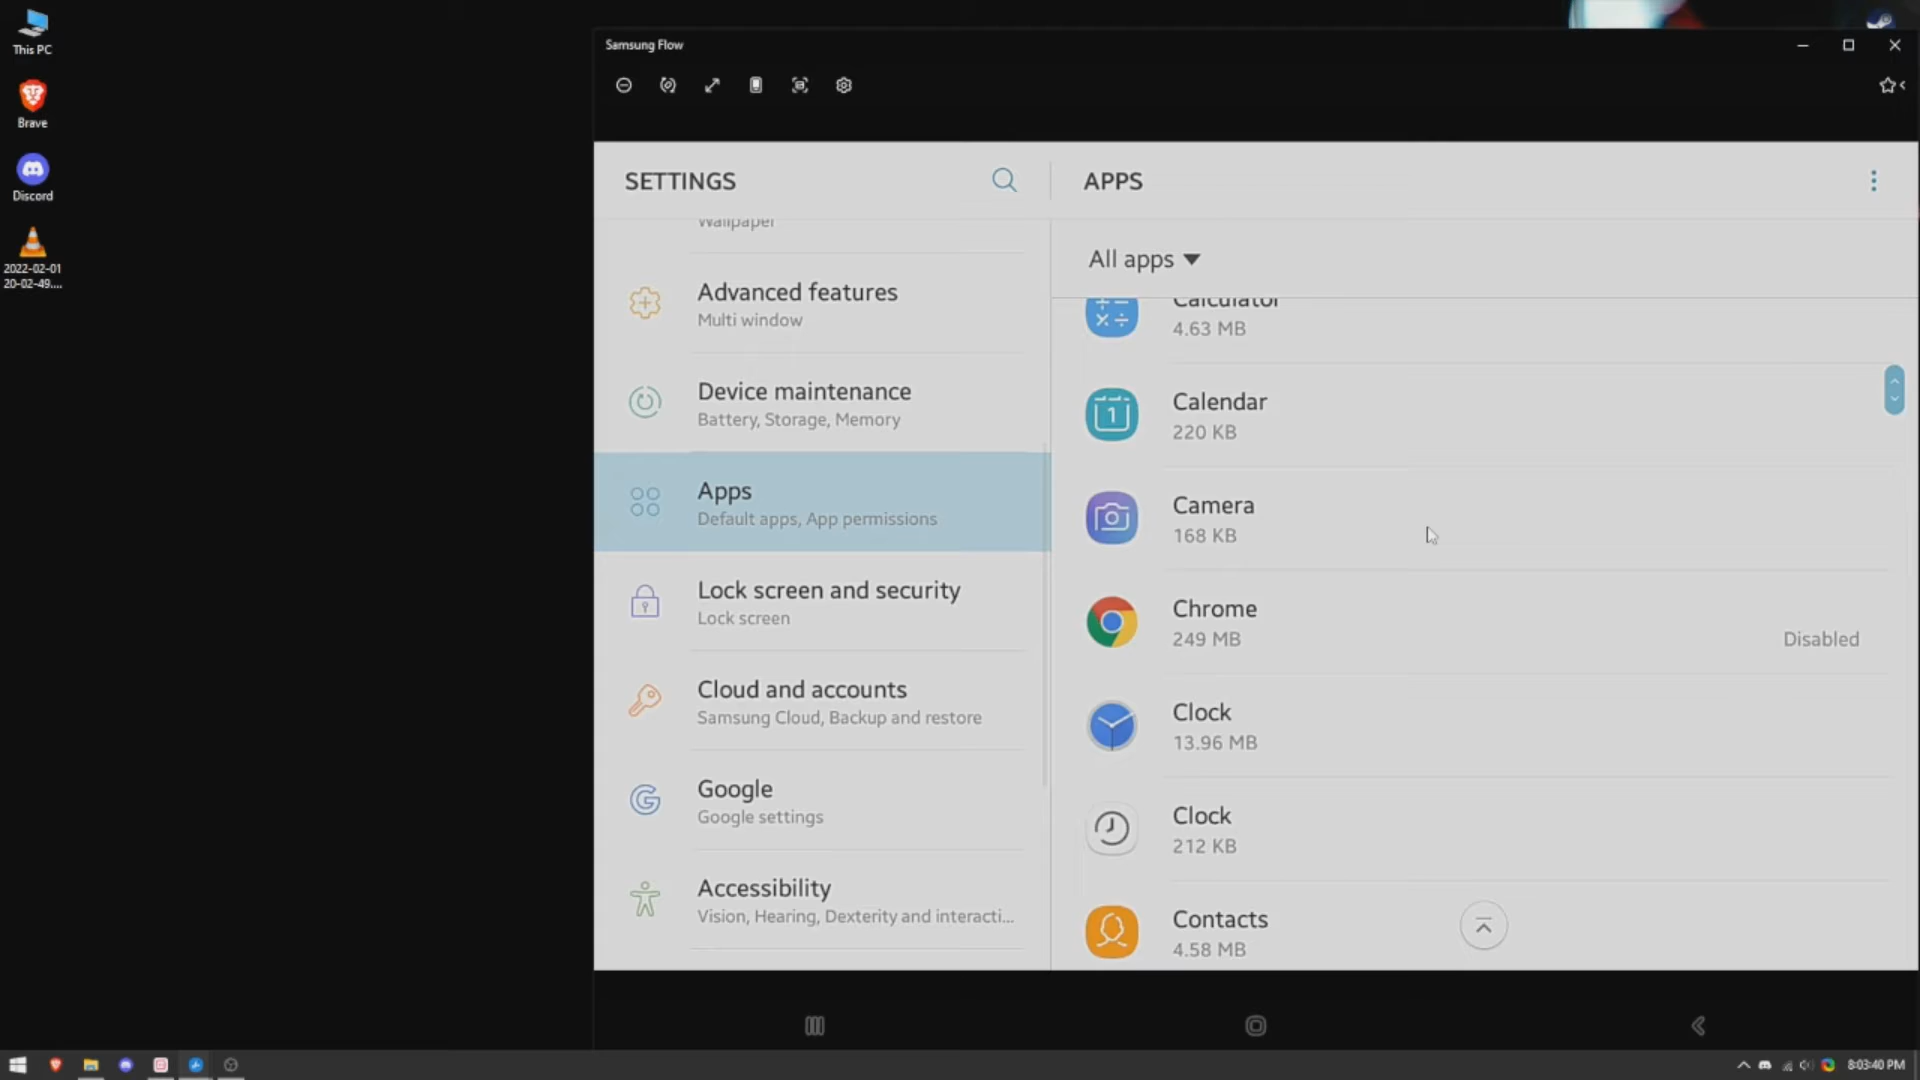 This PC
Brave
Discord
2022-02-01
20-02-49....
Samsung Flow
SETTINGS
Wallpaper
Advanced features
Multi window
Device maintenance
Battery, Storage, Memory
Apps
Default apps, App permissions
Lock screen and security
Lock screen
Cloud and accounts
Samsung Cloud, Backup and restore
Google
Google settings
Accessibility
Vision, Hearing, Dexterity and interacti...
APPS
All apps
Calculator
4.63 MB
Calendar
220 KB
Camera
168 KB
Chrome
249 MB
Disabled
Clock
13.96 MB
Clock
212 KB
Contacts
4.58 MB
8:03:40 PM